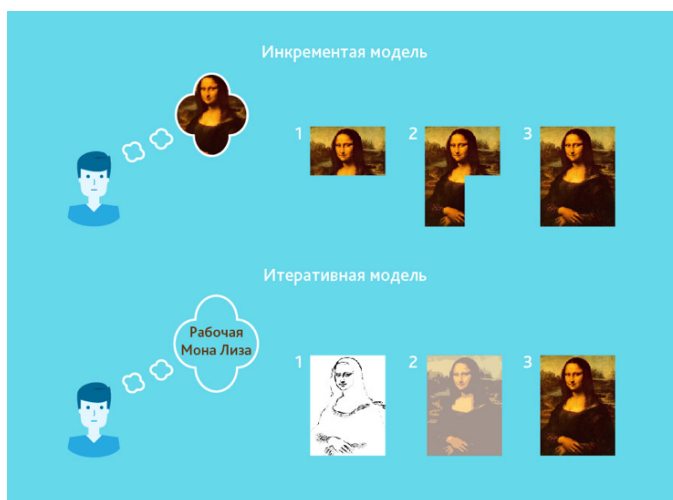 Инкрементая модель
1 2 3
Итеративная модель
Рабочая
Мона Лиза
1 2 3